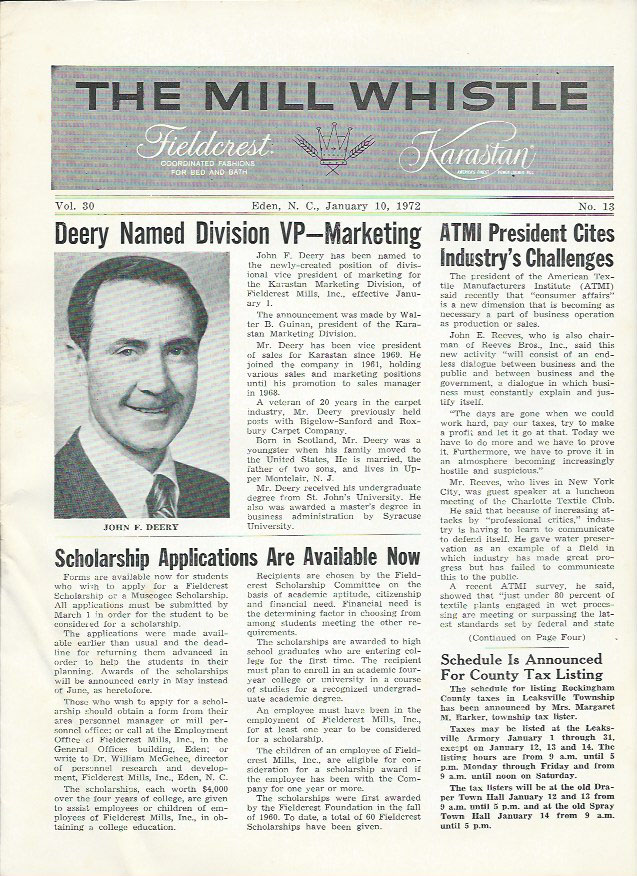 THE MILL WHISTLE
Fieldcrest.
COORDINATED FASHIONS
FOR BED AND BATH
Karastan
Vol. 30
Eden, N. C., January 10, 1972
No. 13
Deery Named Division VP—Marketing
JOHN F. DEERY
John F. Deery has been named to
the newly-created position of divis-
ional vice president of marketing for
the Karastan Marketing Division, of
Fieldcrest Mills, Inc., effective Janu-
ary 1.
The announcement was made by Wal-
ter B. Guinan, president of the Kara-
stan Marketing Division.
Mr. Deery has been vice president
of sales for Karastan since 1969. He
joined the company in 1961, holding
various sales and marketing positions
until his promotion to sales manager
in 1968.
A veteran of 20 years in the carpet
industry, Mr. Deery previously held
posts with Bigelow-Sanford and Rox-
bury Carpet Company.
Born in Scotland, Mr. Deery was a
youngster when his family moved to
the United States, He is married, the
father of two sons, and lives in Up-
per Montclair, N. J.
Mr. Deery received his undergraduate
degree from St. John's University. He
also was awarded a master's degree in
business administration by Syracuse
University.
Scholarship Applications Are Available Now
Forms are available now for students
who wish to apply for a Fieldcrest
Scholarship or a Muscogee Scholarship.
All applications must be submitted by
March 1 in order for the student to be
considered for a scholarship.
The applications were made avail-
able earlier than usual and the dead-
line for returning them advanced in
order to help the students in their
planning. Awards of the scholarships
will be announced early in May instead
of June, as heretofore.
Those who wish to apply for a schol-
arship should obtain a form from their
area personnel manager or mill per-
sonnel office; or call at the Employment
Office of Fieldcrest Mills, Inc., in the
General Offices building, Eden; or
write to Dr. William McGehee, director
of personnel research and develop-
ment, Fieldcrest Mills, Inc., Eden, N. C.
The scholarships, each worth $4,000
over the four years of college, are given
to assist employees or children of em-
ployees of Fieldcrest Mills, Inc., in ob-
taining a college education.
Recipients are chosen by the Field-
crest Scholarship Committee on the
basis of academic aptitude, citizenship
and financial need. Financial need is
the determining factor in choosing from
among students meeting the other re-
quirements.
The scholarships are awarded to high
school graduates who are entering col-
lege for the first time. The recipient
must plan to enroll in an academic four-
year college or university in a course
of studies for a recognized undergrad-
uate academic degree.
An employee must have been in the
employment of Fieldcrest Mills, Inc.,
for at least one year to be considered
for a scholarship.
The children of an employee of Field-
crest Mills, Inc., are eligible for con-
sideration for a scholarship award if
the employee has been with the Com-
pany for one year or more.
The scholarships were first awarded
by the Fieldcrest Foundation in the fall
of 1960. To date, a total of 60 Fieldcrest
Scholarships have been given.
ATMI President Cites
Industry's Challenges
The president of the American Tex-
tile Manufacturers Institute (ATMI)
said recently that "consumer affairs"
is a new dimension that is becoming as
necessary a part of business operation
as production or sales.
John E. Reeves, who is also chair-
man of Reeves Bros., Inc., said this
new activity "will consist of an end-
less dialogue between business and the
public and between business and the
government, a dialogue in which busi-
ness must constantly explain and jus-
tify itself.
"The days are gone when we could
work hard, pay our taxes, try to make
a profit and let it go at that. Today we
have to do more and we have to prove
it. Furthermore, we have to prove it in
an atmosphere becoming increasingly
hostile and suspicious."
Mr. Reeves, who lives in New York
City, was guest speaker at a luncheon
meeting of the Charlotte Textile Club.
He said that because of increasing at-
tacks by "professional critics," indus-
try is having to learn to communicate
to defend itself. He gave water preser-
vation as an example of a field in
which industry has made great pro-
gress but has failed to communicate
this to the public.
A recent ATMI survey, he said,
showed that "just under 80 percent of
textile plants engaged in wet proces-
sing are meeting or surpassing the lat-
est standards set by federal and state
(Continued on Page Four)
Schedule Is Announced
For County Tax Listing
The schedule for listing Rockingham
County taxes in Leaksville Township
has been announced by Mrs. Margaret
M. Barker, township tax lister.
Taxes may be listed at the Leaks-
ville Armory January 1 through 31,
except on January 12, 13 and 14. The
listing hours are from 9 a.m. until 5
p.m. Monday through Friday and from
9 a.m. until noon on Saturday.
The tax listers will be at the old Dra-
per Town Hall January 12 and 13 from
9 a.m. until 5 p.m. and at the old Spray
Town Hall January 14 from 9 a.m.
until 5 p.m.